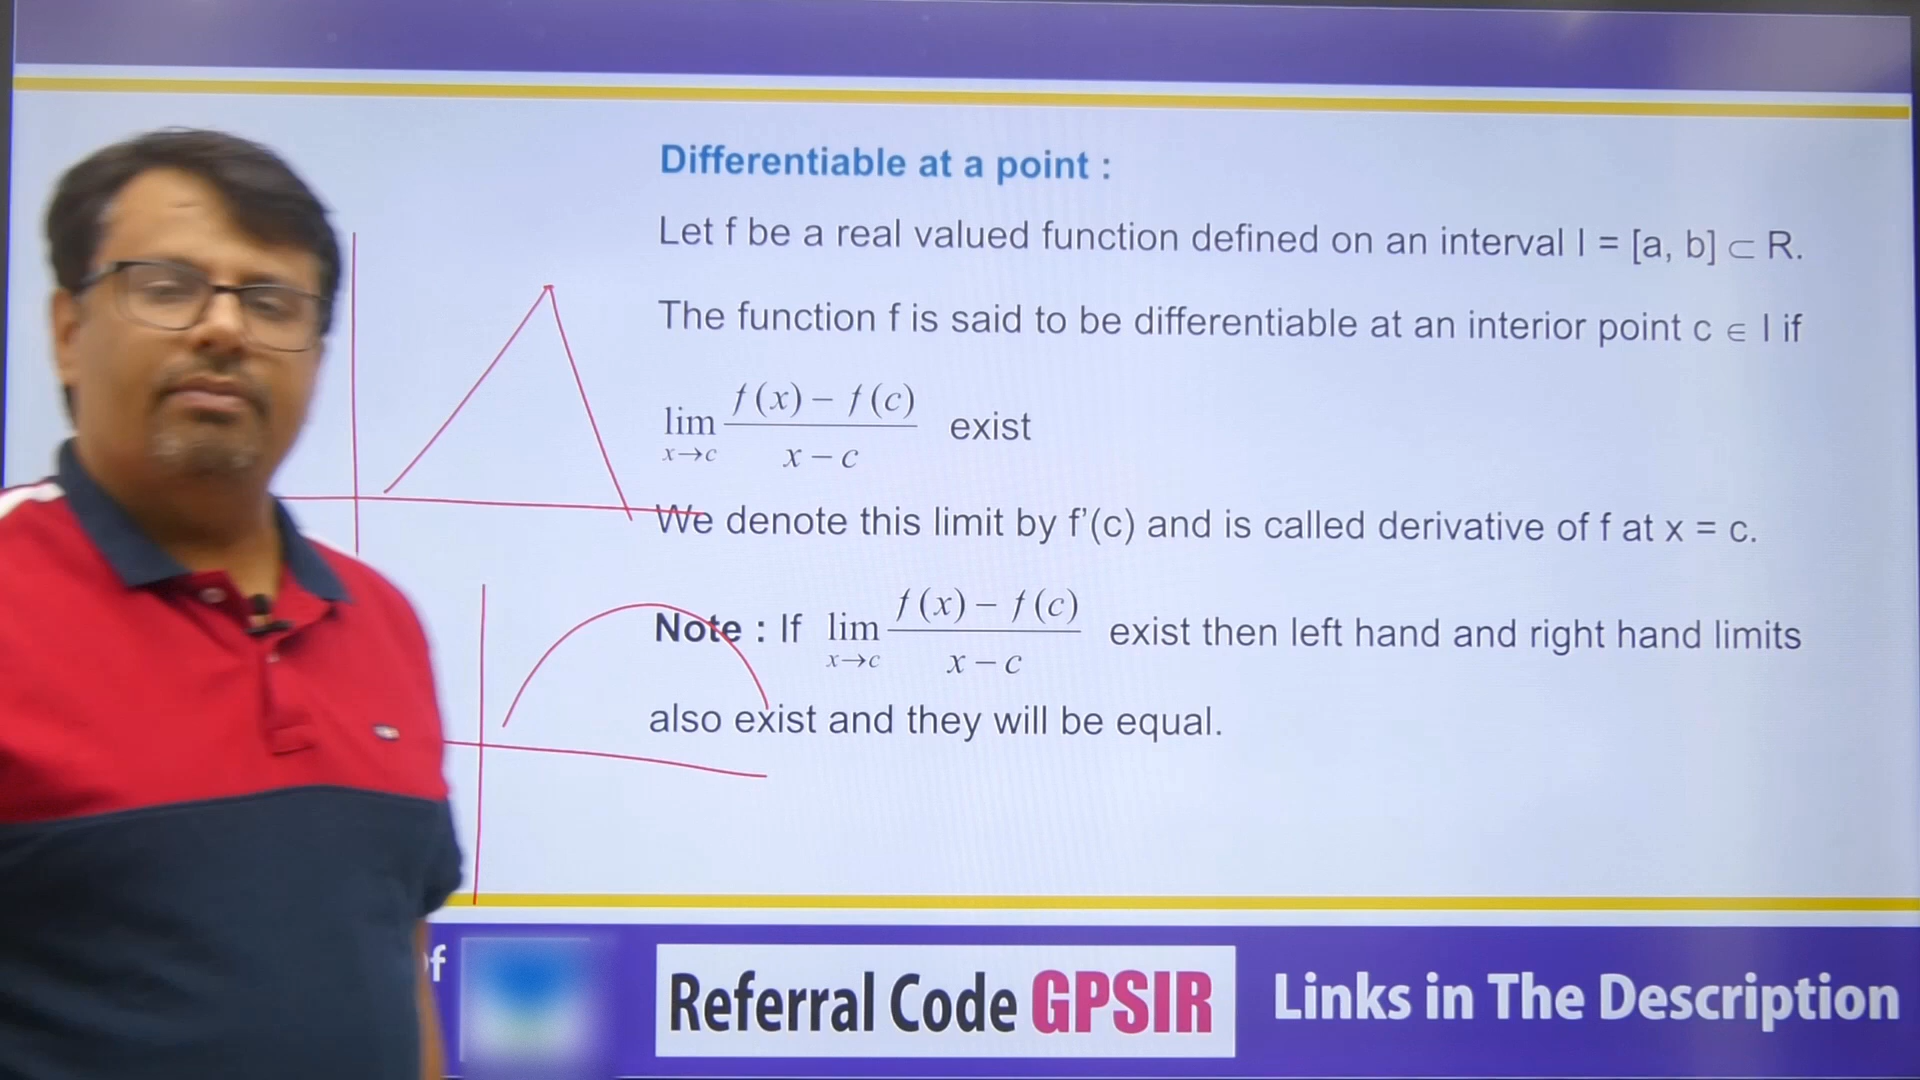 Differentiable at a point :
Let f be a real valued function defined on an interval I = [a, b] ⊂ R.
The function f is said to be differentiable at an interior point c ∈ I if
lim x→c f(x) – f(c) / x – c exist
We denote this limit by f'(c) and is called derivative of f at x = c.
Note : If lim x→c f(x) – f(c) / x – c exist then left hand and right hand limits
also exist and they will be equal.
Referral Code GPSIR
Links in The Description